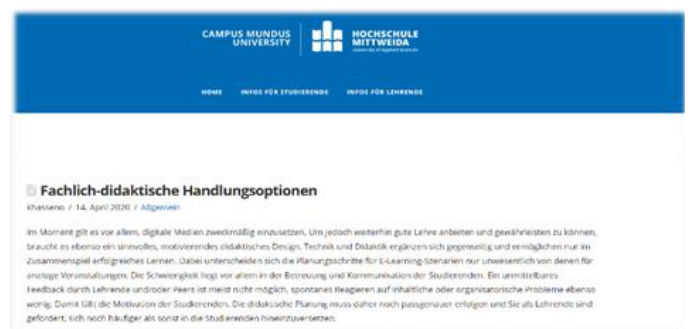 CAMPUS MUNDUS
UNIVERSITY
HOCHSCHULE
MITTWEIDA
University of Applied Sciences
HOME INFOS FÜR STUDIERENDE INFOS FÜR LEHRENDE
Fachlich-didaktische Handlungsoptionen
khasseno / 14. April 2020 / Allgemein
Im Moment gilt es vor allem, digitale Medien zweckmäßig einzusetzen. Um jedoch weiterhin gute Lehre anbieten und gewährleisten zu können,
braucht es ebenso ein sinnvolles, motivierendes didaktisches Design. Technik und Didaktik ergänzen sich gegenseitig und ermöglichen nur im
Zusammenspiel erfolgreiches Lernen. Dabei unterscheiden sich die Planungsschritte für E-Learning-Szenarien nur unwesentlich von denen für
analoge Veranstaltungen. Die Schwierigkeit liegt vor allem in der Betreuung und Kommunikation der Studierenden. Ein unmittelbares
Feedback durch Lehrende und/oder Peers ist meist nicht möglich, spontanes Reagieren auf inhaltliche oder organisatorische Probleme ebenso
wenig. Damit fällt die Motivation der Studierenden. Die didaktische Planung muss daher noch passgenauer erfolgen und Sie als Lehrende sind
gefordert, sich noch häufiger als sonst in die Studierenden hineinzuversetzen: